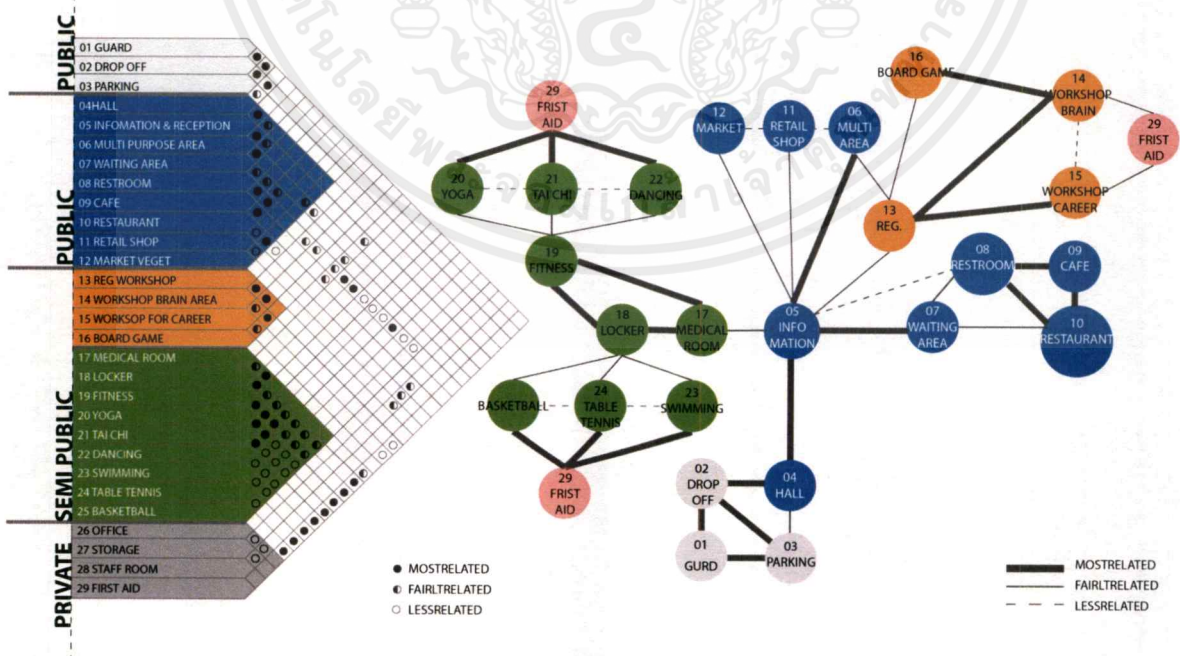 PUBLIC
01 GUARD
02 DROP OFF
03 PARKING
PUBLIC
04HALL
05 INFOMATION & RECEPTION
06 MULTI PURPOSE AREA
07 WAITING AREA
08 RESTROOM
09 CAFE
10 RESTAURANT
11 RETAIL SHOP
12 MARKET VEGET
SEMI PUBLIC
13 REG WORKSHOP
14 WORKSHOP BRAIN AREA
15 WORKSOP FOR CAREER
16 BOARD GAME
17 MEDICAL ROOM
18 LOCKER
19 FITNESS
20 YOGA
21 TAI CHI
22 DANCING
23 SWIMMING
24 TABLE TENNIS
25 BASKETBALL
PRIVATE
26 OFFICE
27 STORAGE
28 STAFF ROOM
29 FIRST AID
● MOSTRELATED
◐ FAIRLTRELATED
○ LESSRELATED
29
FRIST
AID
20
YOGA
21
TAI CHI
22
DANCING
19
FITNESS
18
LOCKER
17
MEDICAL
ROOM
BASKETBALL
24
TABLE
TENNIS
23
SWIMMING
29
FRIST
AID
12
MARKET
11
RETAIL
SHOP
06
MULTI
AREA
16
BOARD GAME
14
WORKSHOP
BRAIN
29
FRIST
AID
15
WORKSHOP
CAREER
13
REG.
08
RESTROOM
09
CAFE
05
INFO
MATION
07
WAITING
AREA
10
RESTAURANT
02
DROP
OFF
04
HALL
01
GURD
03
PARKING
MOSTRELATED
FAIRLTRELATED
LESSRELATED